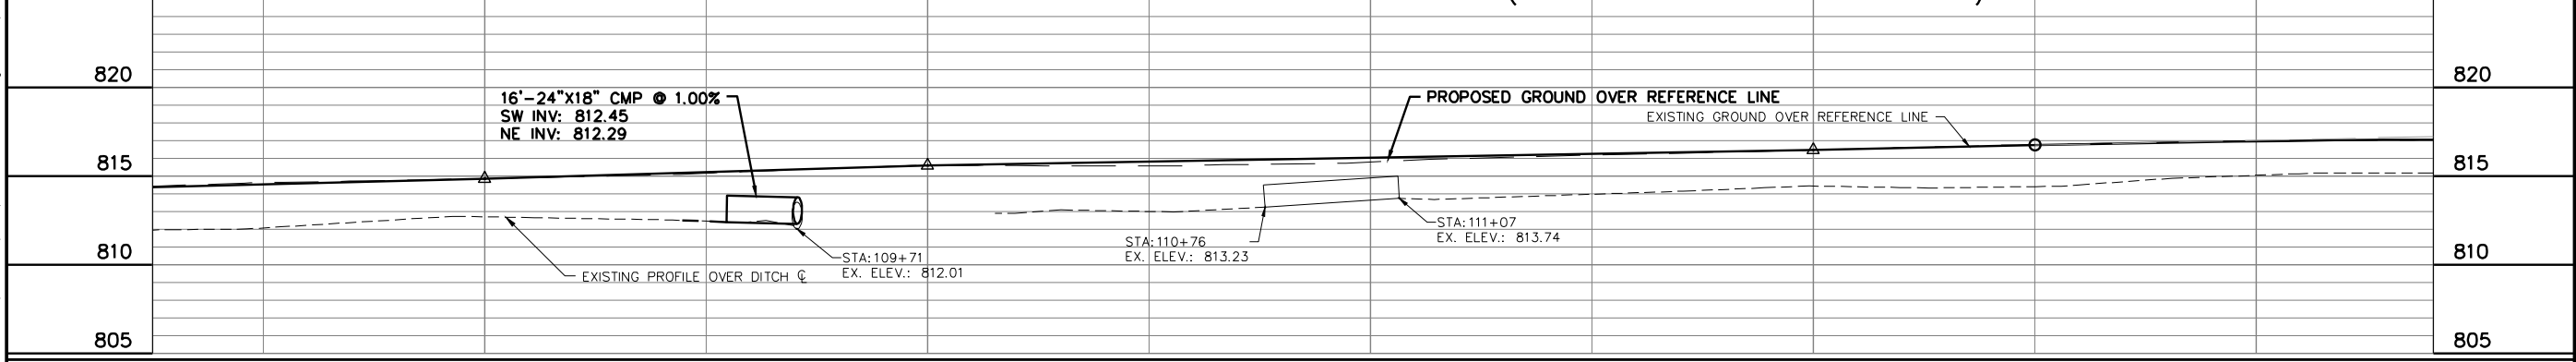 820
820
16'-24"X18" CMP @ 1.00%
SW INV: 812.45
NE INV: 812.29
PROPOSED GROUND OVER REFERENCE LINE
EXISTING GROUND OVER REFERENCE LINE
815
815
STA:111+07
EX. ELEV.: 813.74
STA:110+76
EX. ELEV.: 813.23
STA:109+71
EX. ELEV.: 812.01
EXISTING PROFILE OVER DITCH ℄
810
810
805
805